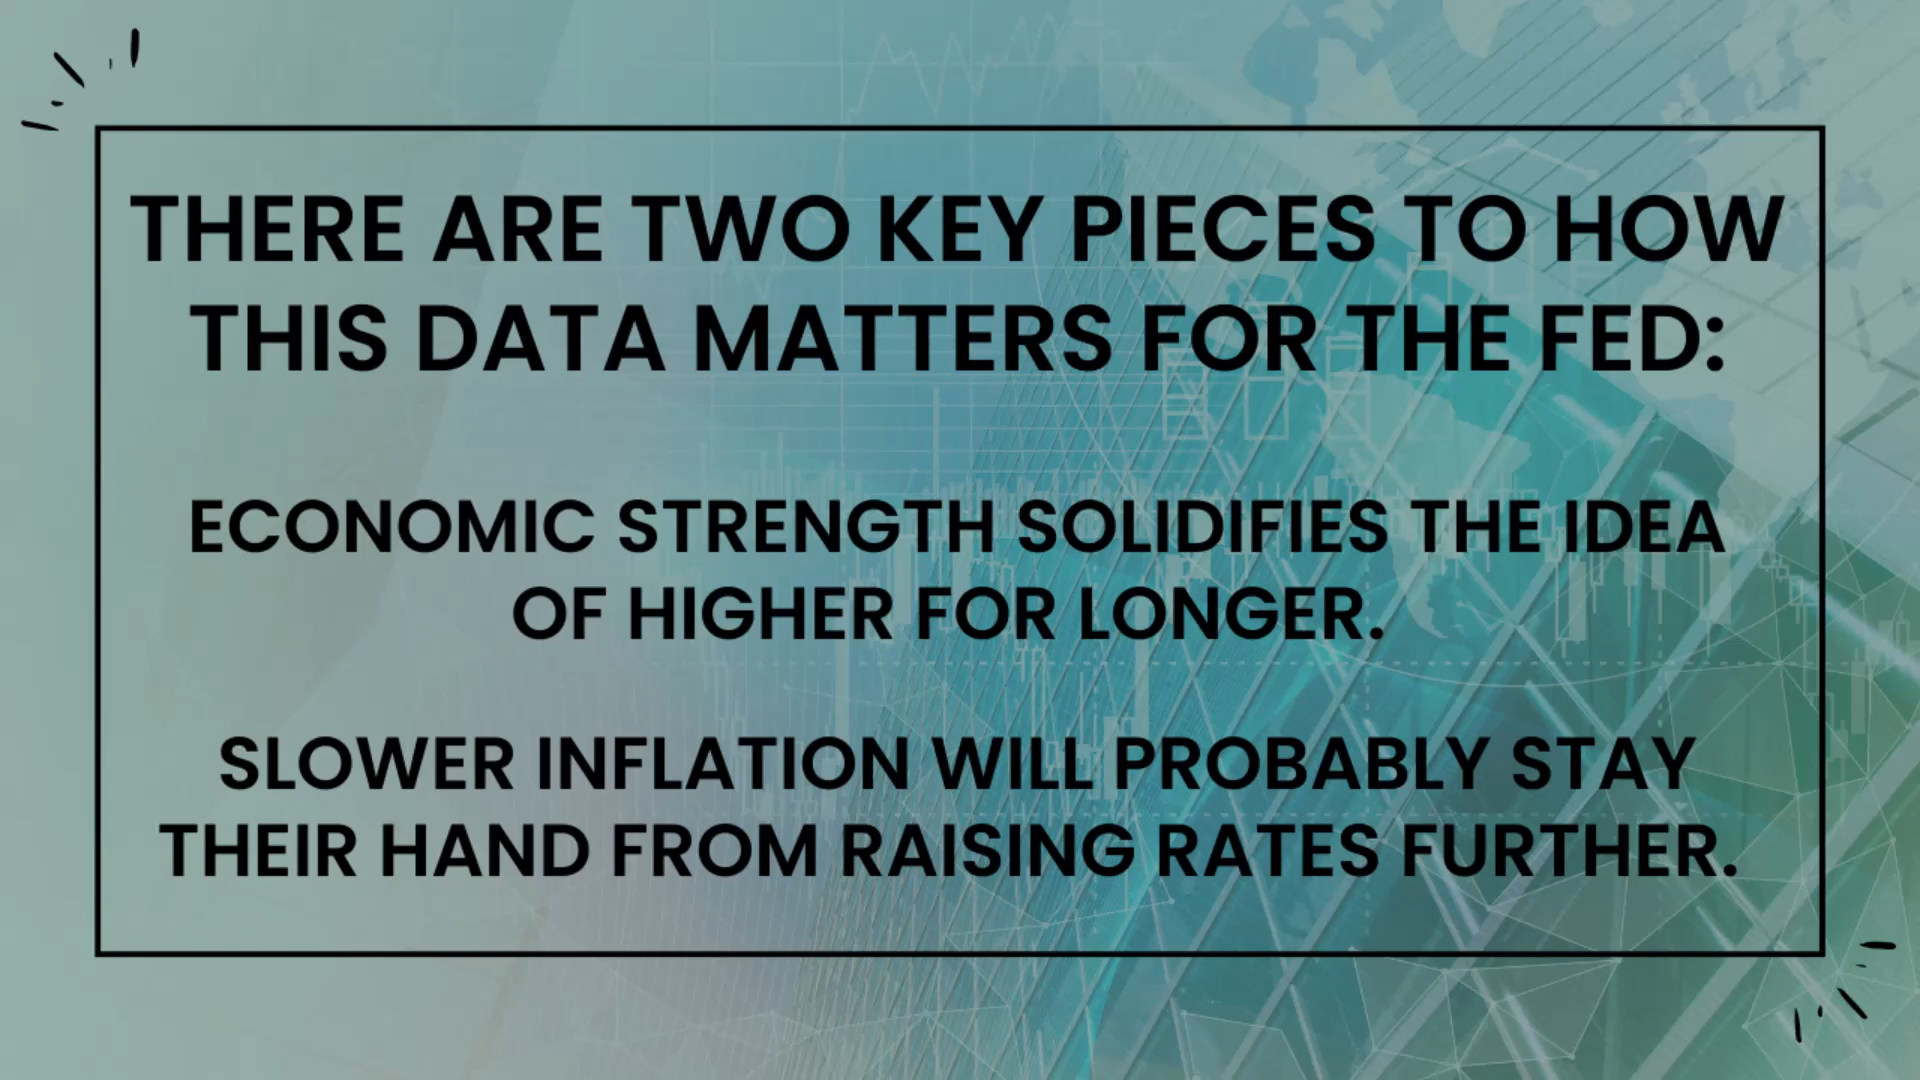 THERE ARE TWO KEY PIECES TO HOW
THIS DATA MATTERS FOR THE FED:
ECONOMIC STRENGTH SOLIDIFIES THE IDEA
OF HIGHER FOR LONGER.
SLOWER INFLATION WILL PROBABLY STAY
THEIR HAND FROM RAISING RATES FURTHER.